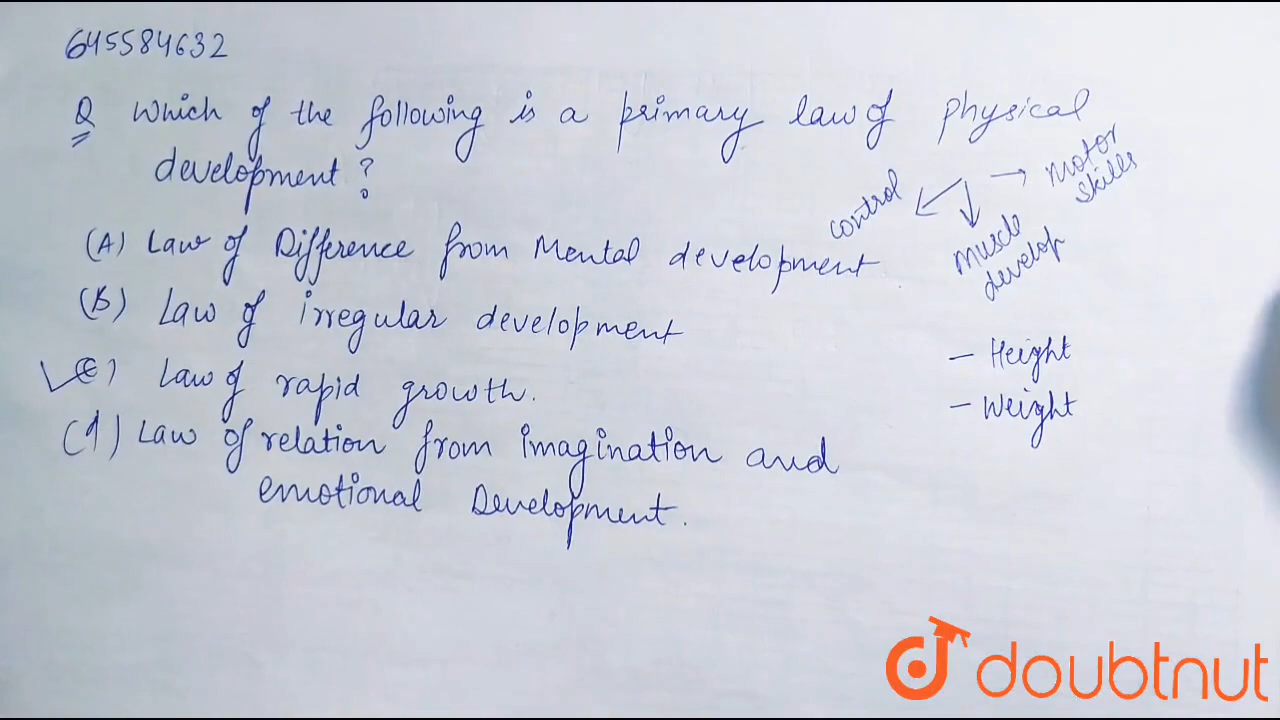 645584632
Q Which of the following is a primary law of physical
development?
(A) Law of Difference from Mental development
(B) Law of irregular development
(C) Law of rapid growth.
(d) Law of relation from imagination and
emotional Development.
control
muscle
develop
motor
skills
- Height
- Weight
doubtnut